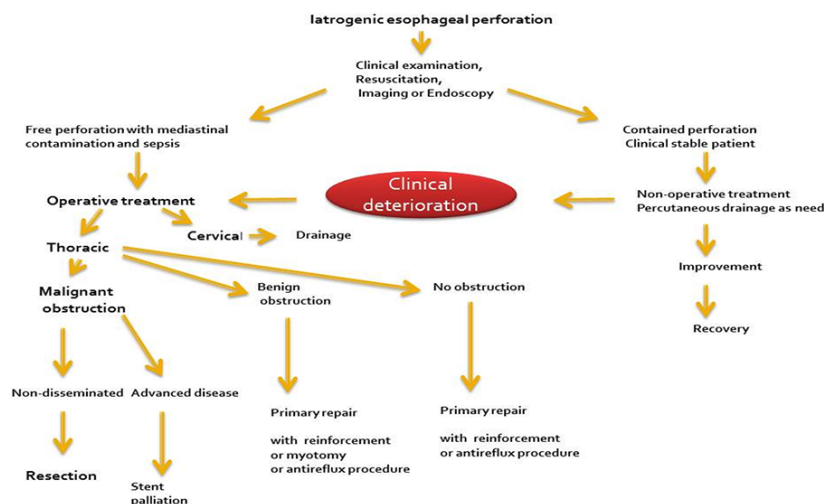 Iatrogenic esophageal perforation
Clinical examination,
Resuscitation,
Imaging or Endoscopy
Free perforation with mediastinal
contamination and sepsis
Contained perforation
Clinical stable patient
Clinical
deterioration
Operative treatment
Non-operative treatment
Percutaneous drainage as need
Cervical
Drainage
Thoracic
Improvement
Malignant
obstruction
Benign
obstruction
No obstruction
Recovery
Non-disseminated
Advanced disease
Primary repair
with reinforcement
or myotomy
or antireflux procedure
Primary repair
with reinforcement
or antireflux procedure
Resection
Stent
palliation